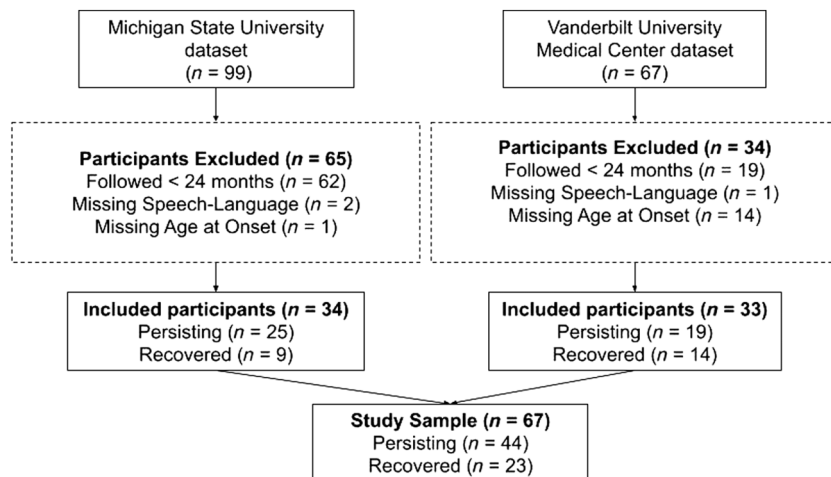 Michigan State University
dataset
(n = 99)
Vanderbilt University
Medical Center dataset
(n = 67)
Participants Excluded (n = 65)
Followed < 24 months (n = 62)
Missing Speech-Language (n = 2)
Missing Age at Onset (n = 1)
Participants Excluded (n = 34)
Followed < 24 months (n = 19)
Missing Speech-Language (n = 1)
Missing Age at Onset (n = 14)
Included participants (n = 34)
Persisting (n = 25)
Recovered (n = 9)
Included participants (n = 33)
Persisting (n = 19)
Recovered (n = 14)
Study Sample (n = 67)
Persisting (n = 44)
Recovered (n = 23)